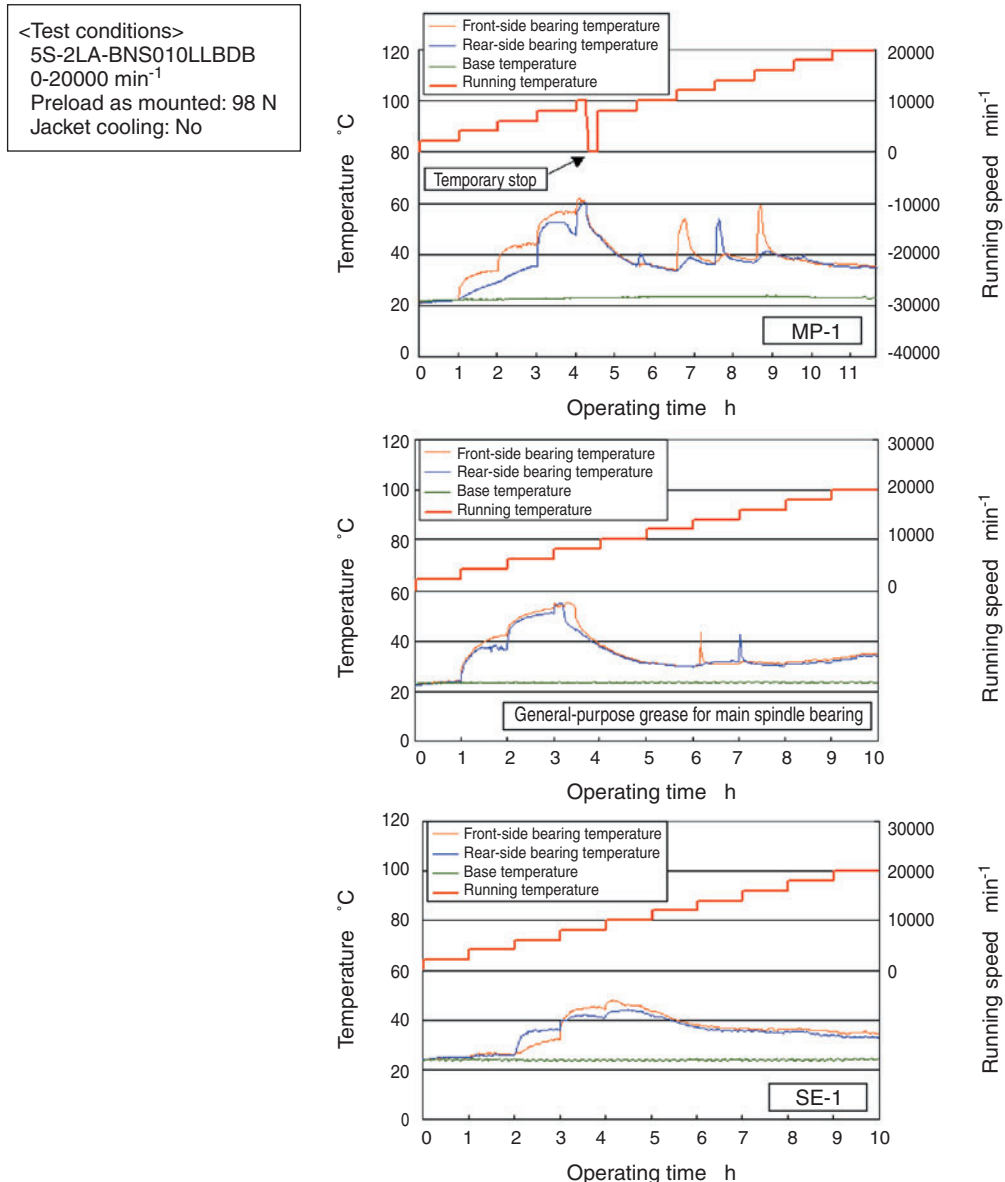 <Test conditions>
5S-2LA-BNS010LLBDB
0-20000 min⁻¹
Preload as mounted: 98 N
Jacket cooling: No
Temperature °C
120
100
80
60
40
20
0
Front-side bearing temperature
Rear-side bearing temperature
Base temperature
Running temperature
Temporary stop
MP-1
20000
10000
0
-10000
-20000
-30000
-40000
Running speed min⁻¹
0 1 2 3 4 5 6 7 8 9 10 11
Operating time h
Temperature °C
120
100
80
60
40
20
0
Front-side bearing temperature
Rear-side bearing temperature
Base temperature
Running temperature
General-purpose grease for main spindle bearing
30000
20000
10000
0
Running speed min⁻¹
0 1 2 3 4 5 6 7 8 9 10
Operating time h
Temperature °C
120
100
80
60
40
20
0
Front-side bearing temperature
Rear-side bearing temperature
Base temperature
Running temperature
SE-1
30000
20000
10000
0
Running speed min⁻¹
0 1 2 3 4 5 6 7 8 9 10
Operating time h